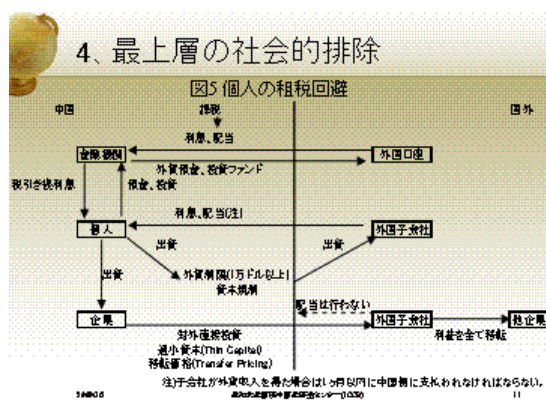 4、最上層の社会的排除
図5 個人の租税回避
中国
課税
国外
利息、配当
金融機関
外国口座
外貨預金、投資ファンド
税引き後利息
預金、投資
利息、配当(注)
個人
外国子会社
出資
出資
外貨制限(1万ドル以上)
資本規制
出資
配当は行わない
企業
外国子会社
他企業
対外直接投資
利益を全て移転
過小資本(Thin Capital)
移転価格(Transfer Pricing)
注)子会社が外貨収入を得た場合は1ヶ月以内に中国側に支払われなければならない。
11